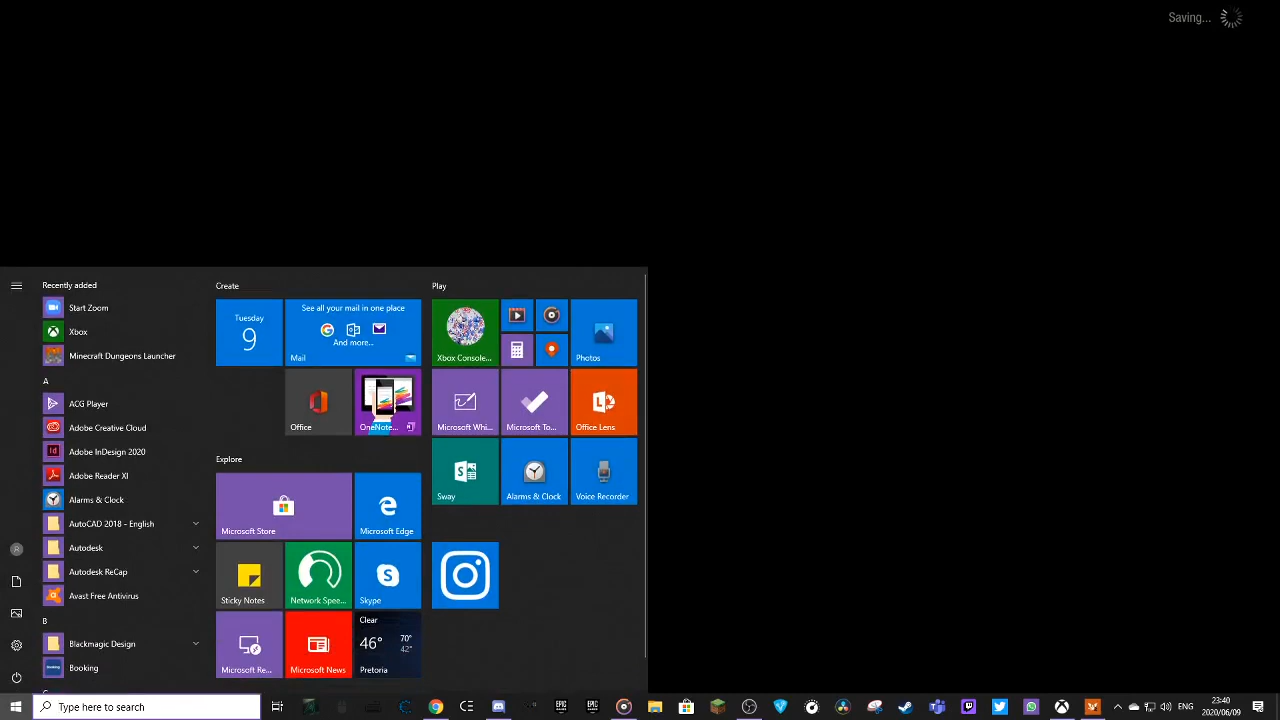 Saving...
Recently added
Start Zoom
Xbox
Minecraft Dungeons Launcher
A
ACG Player
Adobe Creative Cloud
Adobe InDesign 2020
Adobe Reader XI
Alarms & Clock
AutoCAD 2018 - English
Autodesk
Autodesk ReCap
Avast Free Antivirus
B
Blackmagic Design
Booking
Create
Tuesday
9
See all your mail in one place
And more...
Mail
Office
OneNote...
Explore
Microsoft Store
Microsoft Edge
Sticky Notes
Network Spee...
Skype
Microsoft Re...
Microsoft News
Clear
46°
70°
42°
Pretoria
Play
Xbox Console...
Photos
Microsoft Whi...
Microsoft To...
Office Lens
Sway
Alarms & Clock
Voice Recorder
Type here to search
EPIC
EPIC
ENG
23:40
2020/06/09